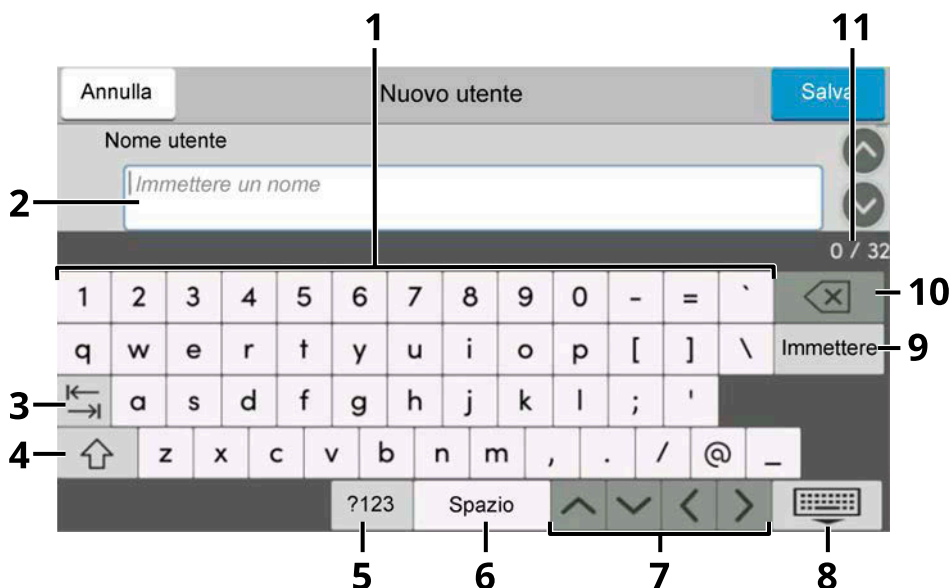 1 11
Annulla Nuovo utente Salva
Nome utente
Immettere un nome
2
0 / 32
1 2 3 4 5 6 7 8 9 0 - = `
10
q w e r t y u i o p [ ] \ Immettere
9
3
a s d f g h j k l ; '
4
z x c v b n m , . / @ _
?123 Spazio
5 6 7 8